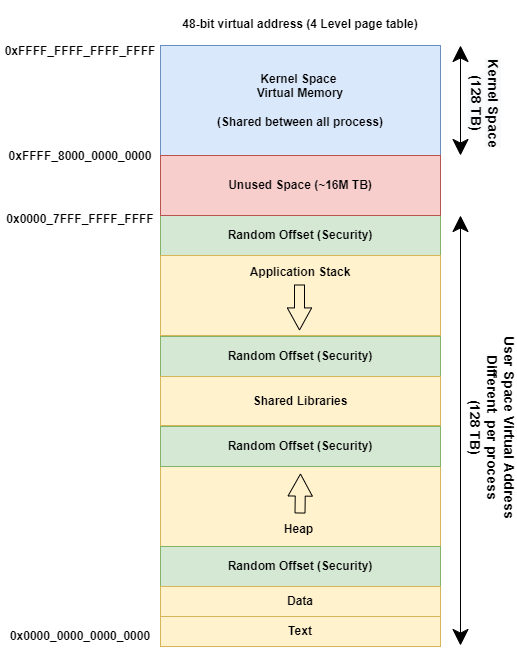 48-bit virtual address (4 Level page table)
0xFFFF_FFFF_FFFF_FFFF
Kernel Space
Virtual Memory
(Shared between all process)
Kernel Space
(128 TB)
0xFFFF_8000_0000_0000
Unused Space (~16M TB)
0x0000_7FFF_FFFF_FFFF
Random Offset (Security)
Application Stack
Random Offset (Security)
Shared Libraries
Random Offset (Security)
Heap
Random Offset (Security)
Data
Text
0x0000_0000_0000_0000
User Space Virtual Address
Different per process
(128 TB)